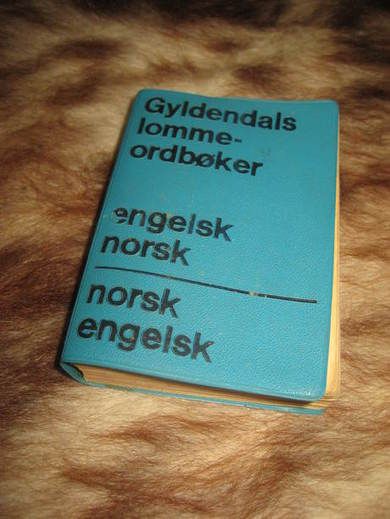 Gyldendals
lomme-
ordbøker
engelsk
norsk
norsk
engelsk